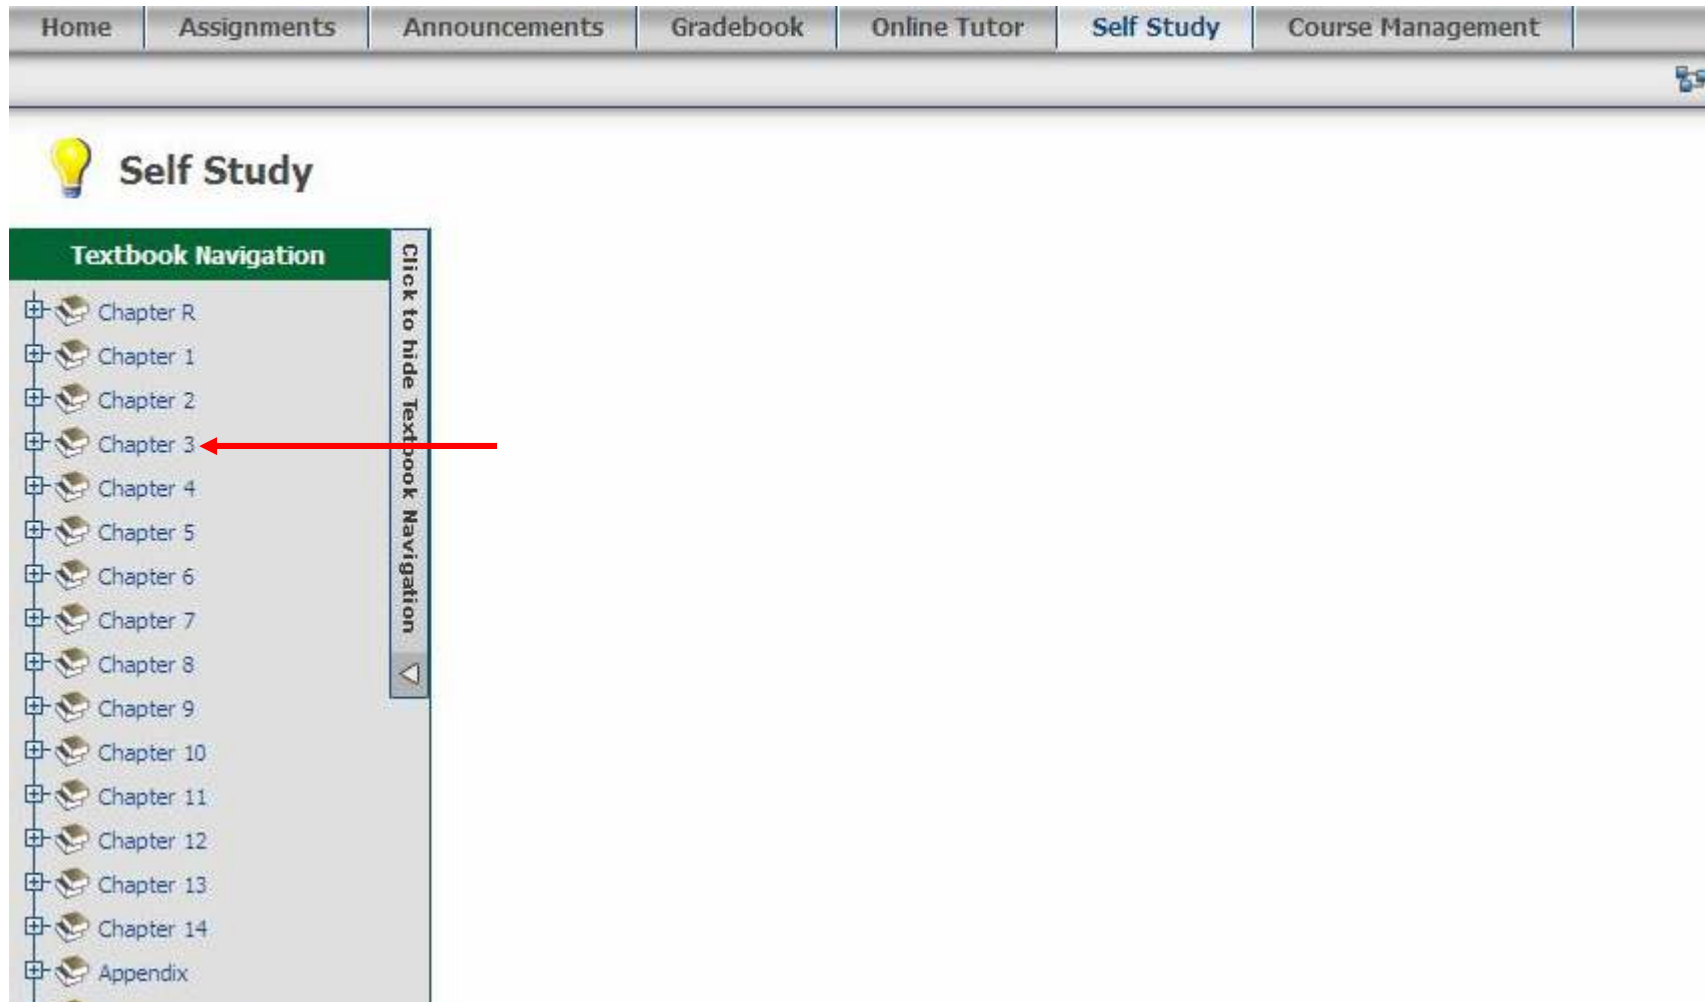 Home Assignments Announcements Gradebook Online Tutor Self Study Course Management
Self Study
Textbook Navigation
Click to hide Textbook Navigation
Chapter R
Chapter 1
Chapter 2
Chapter 3
Chapter 4
Chapter 5
Chapter 6
Chapter 7
Chapter 8
Chapter 9
Chapter 10
Chapter 11
Chapter 12
Chapter 13
Chapter 14
Appendix